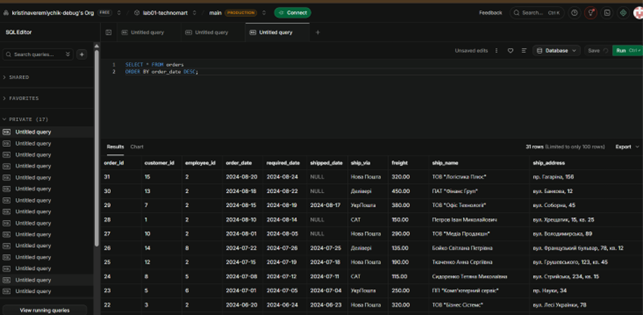 kristinaveremiychik-debug's Org FREE lab01-technomart main PRODUCTION Connect Feedback Search... Ctrl K
SQL Editor Untitled query Untitled query Untitled query
Search queries... Unsaved edits Database Save Run Ctrl
SHARED
FAVORITES
PRIVATE (17)
1 SELECT * FROM orders
2 ORDER BY order_date DESC;
Untitled query
Untitled query
Untitled query
Untitled query
Untitled query
Untitled query
Untitled query
Untitled query
Untitled query
Untitled query
Untitled query
Untitled query
Untitled query
Untitled query
View running queries
Results Chart 31 rows (Limited to only 100 rows) Export
order_id customer_id employee_id order_date required_date shipped_date ship_via freight ship_name ship_address
31 15 2 2024-08-20 2024-08-24 NULL Нова Пошта 320.00 ТОВ "Логістика Плюс" пр. Гагаріна, 156
30 13 2 2024-08-18 2024-08-22 NULL Делівері 450.00 ПАТ "Фінанс Груп" вул. Банкова, 12
29 7 2 2024-08-15 2024-08-19 2024-08-17 УкрПошта 380.00 ТОВ "Офіс Технології" вул. Соборна, 45
28 1 2 2024-08-10 2024-08-14 NULL САТ 150.00 Петров Іван Миколайович вул. Хрещатик, 15, кв. 25
27 10 2 2024-08-01 2024-08-05 NULL Нова Пошта 290.00 ТОВ "Медіа Продакшн" вул. Володимирська, 89
26 14 8 2024-07-22 2024-07-26 2024-07-25 Делівері 135.00 Бойко Світлана Петрівна вул. Французький бульвар, 78, кв. 12
25 12 2 2024-07-15 2024-07-19 2024-07-18 Нова Пошта 190.00 Ткаченко Анна Сергіївна вул. Грушевського, 123, кв. 45
24 8 5 2024-07-08 2024-07-12 2024-07-11 САТ 115.00 Сидоренко Тетяна Миколаївна вул. Стрийська, 234, кв. 15
23 5 6 2024-07-01 2024-07-05 2024-07-04 УкрПошта 250.00 ПП "Комп'ютерний сервіс" пр. Науки, 34
22 3 2 2024-06-20 2024-06-24 2024-06-23 Нова Пошта 320.00 ТОВ "Бізнес Системс" вул. Лесі Українки, 78